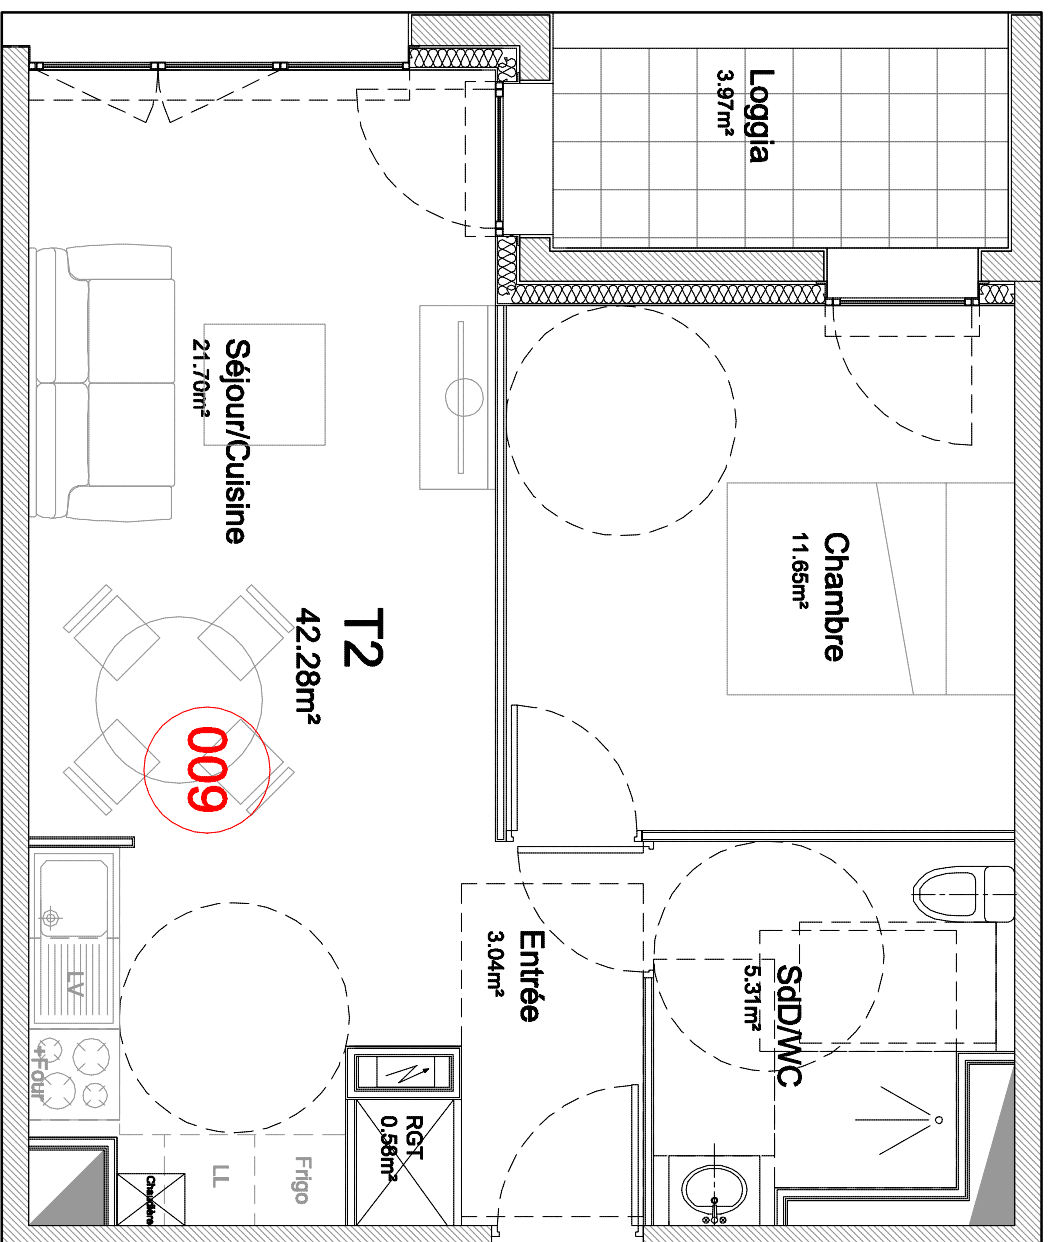 Loggia
3.97m²
Séjour/Cuisine
21.70m²
Chambre
11.65m²
T2
42.28m²
009
Entrée
3.04m²
SdD/WC
5.31m²
LV
+Four
RGT
0.58m²
Frigo
LL
Chaudière